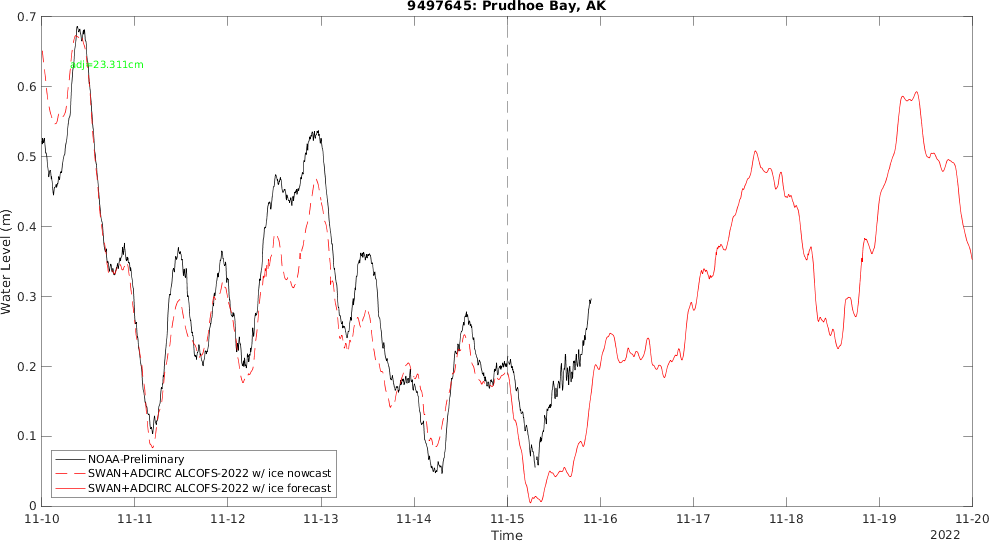 9497645: Prudhoe Bay, AK
0.7
0.6
0.5
0.4
0.3
0.2
0.1
0
Water Level (m)
adj=23.311cm
NOAA-Preliminary
SWAN+ADCIRC ALCOFS-2022 w/ ice nowcast
SWAN+ADCIRC ALCOFS-2022 w/ ice forecast
11-10 11-11 11-12 11-13 11-14 11-15 11-16 11-17 11-18 11-19 11-20
Time
2022